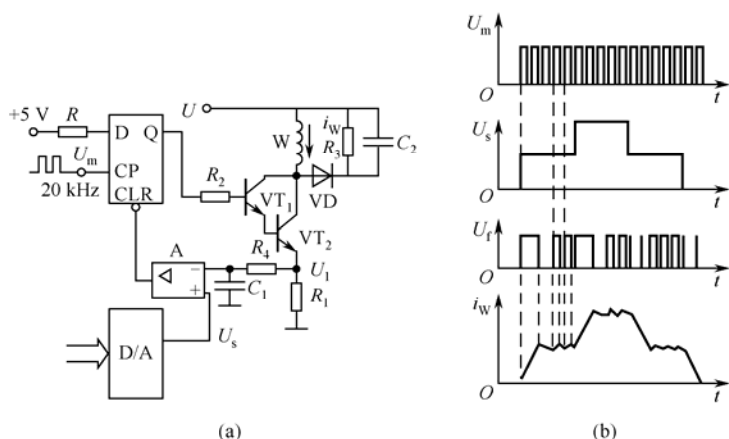 U
+5 V
R
D
Q
U_m
20 kHz
CP
CLR
R_2
VT_1
VT_2
W
i_W
R_3
C_2
VD
A
−
+
R_4
C_1
U_1
R_1
D/A
U_s
(a)
U_m
O
t
U_s
O
t
U_f
O
t
i_W
O
t
(b)